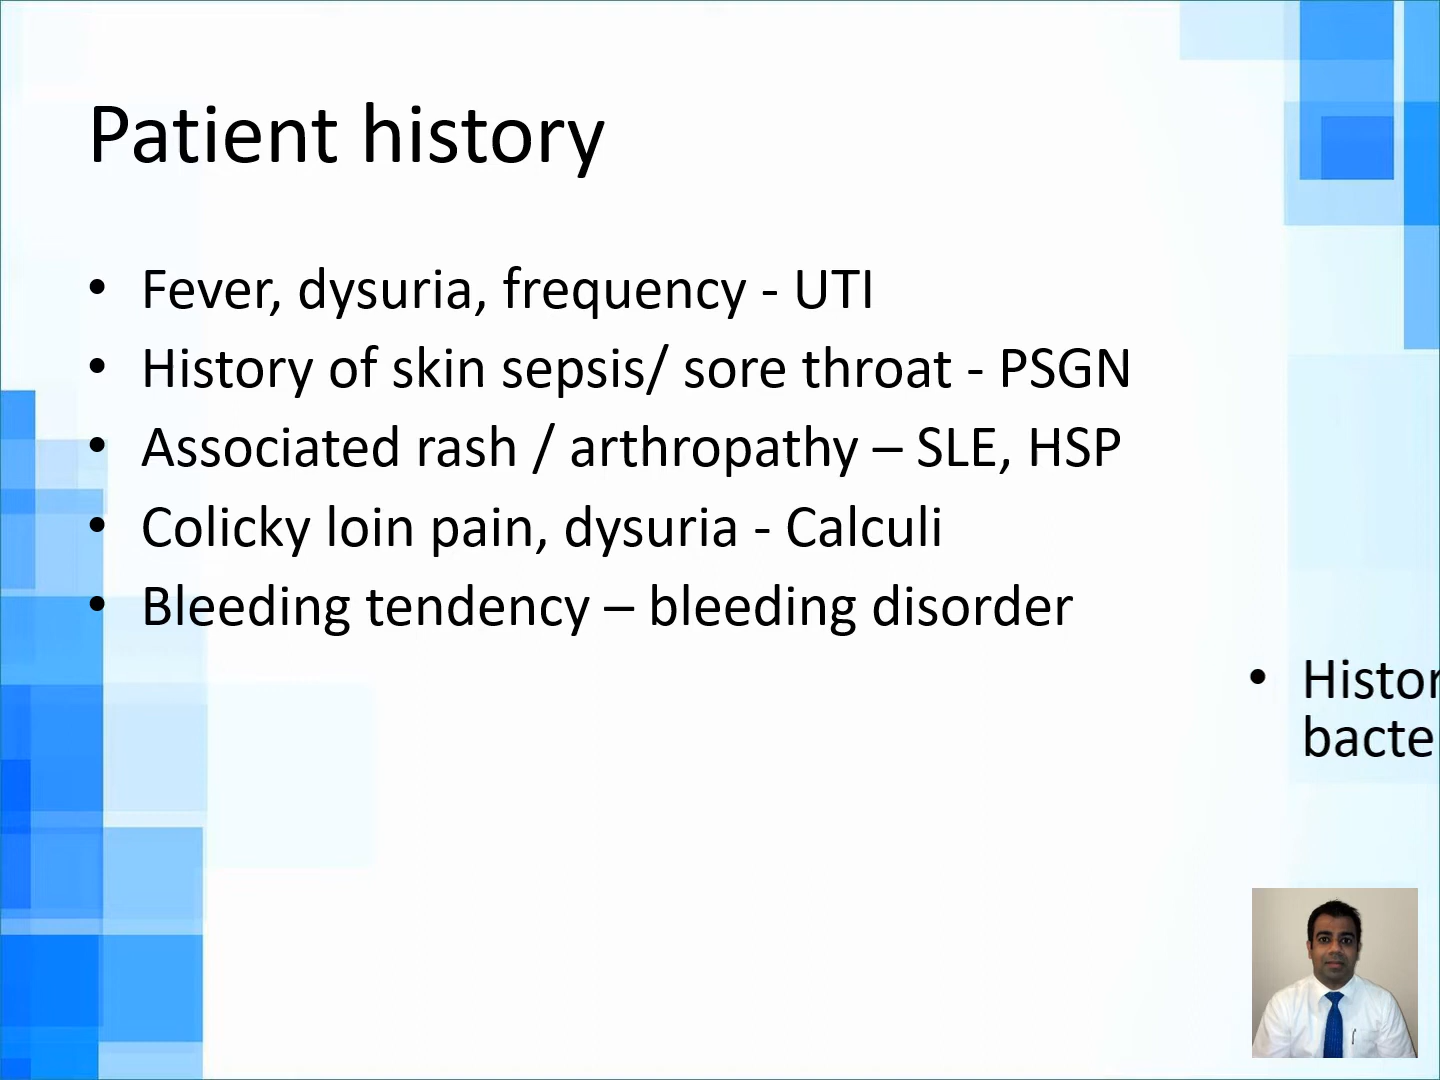 Patient history
• Fever, dysuria, frequency - UTI
• History of skin sepsis/ sore throat - PSGN
• Associated rash / arthropathy – SLE, HSP
• Colicky loin pain, dysuria - Calculi
• Bleeding tendency – bleeding disorder
•